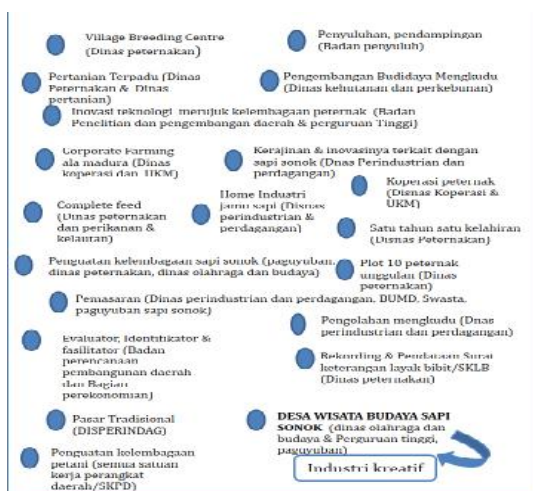 Village Breeding Centre
(Dinas peternakan)
Penyuluhan, pendampingan
(Badan penyuluh)
Pertanian Terpadu (Dinas
Peternakan & Dinas
pertanian)
Pengembangan Budidaya Mengkudu
(Dinas kehutanan dan perkebunan)
Inovasi teknologi merujuk kelembagaan peternak (Badan
Penelitian dan pengembangan daerah & perguruan Tinggi)
Corporate Farming
ala madura (Dinas
koperasi dan UKM)
Kerajinan & inovasinya terkait dengan
sapi sonok (Dnas Perindustrian dan
perdagangan)
Koperasi peternak
(Disnas Koperasi &
UKM)
Complete feed
(Dinas peternakan
dan perikanan &
kelautan)
Home Industri
jamu sapi (Disnas
perindustrian &
perdagangan)
Satu tahun satu kelahiran
(Disnas Peternakan)
Penguatan kelembagaan sapi sonok (paguyuban,
dinas peternakan, dinas olahraga dan budaya)
Plot 10 peternak
unggulan (Dinas
peternakan)
Pemasaran (Dinas perindustrian dan perdagangan, BUMD, Swasta,
paguyuban sapi sonok)
Pengolahan mengkudu (Dnas
perindustrian dan perdagangan)
Evaluator, Identifikator &
fasilitator (Badan
perencanaan
pembangunan daerah
dan Bagian
perekonomian)
Rekording & Pendataan Surat
keterangan layak bibit/SKLB
(Dinas peternakan)
Pasar Tradisional
(DISPERINDAG)
DESA WISATA BUDAYA SAPI
SONOK (dinas olahraga dan
budaya & Perguruan tinggi,
paguyuban)
Penguatan kelembagaan
petani (semua satuan
kerja perangkat
daerah/SKPD)
Industri kreatif